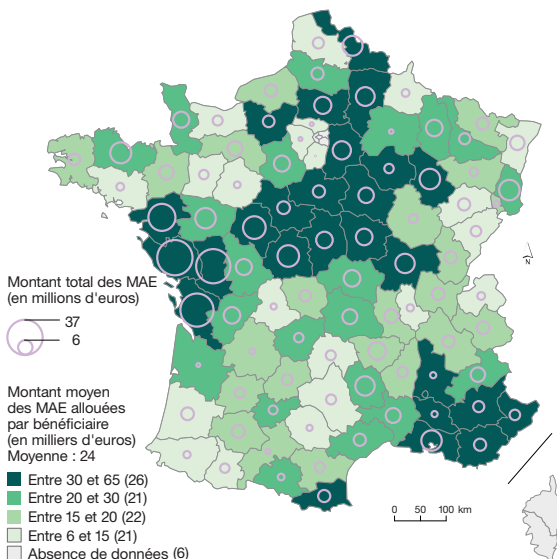 N
Montant total des MAE
(en millions d'euros)
37
6
Montant moyen
des MAE allouées
par bénéficiaire
(en milliers d'euros)
Moyenne : 24
Entre 30 et 65 (26)
Entre 20 et 30 (21)
Entre 15 et 20 (22)
Entre 6 et 15 (21)
Absence de données (6)
0 50 100 km